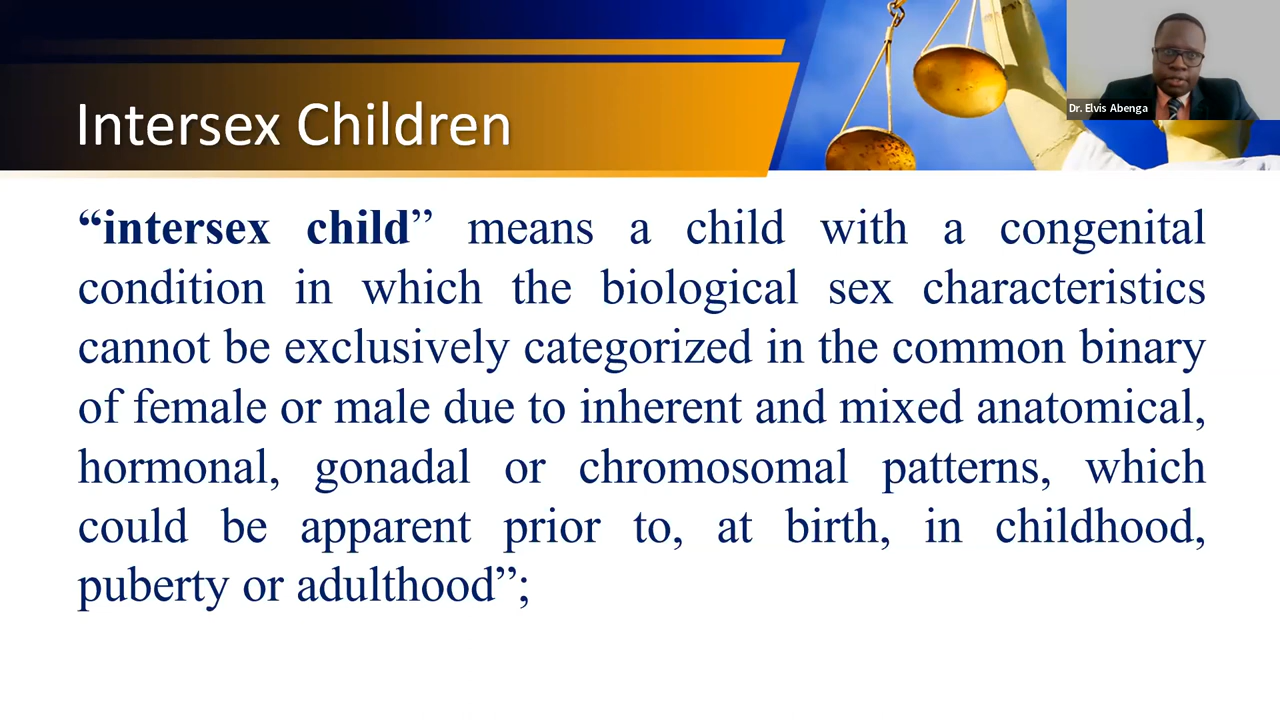 Intersex Children
Dr. Elvis Abenga
“intersex child” means a child with a congenital
condition in which the biological sex characteristics
cannot be exclusively categorized in the common binary
of female or male due to inherent and mixed anatomical,
hormonal, gonadal or chromosomal patterns, which
could be apparent prior to, at birth, in childhood,
puberty or adulthood”;